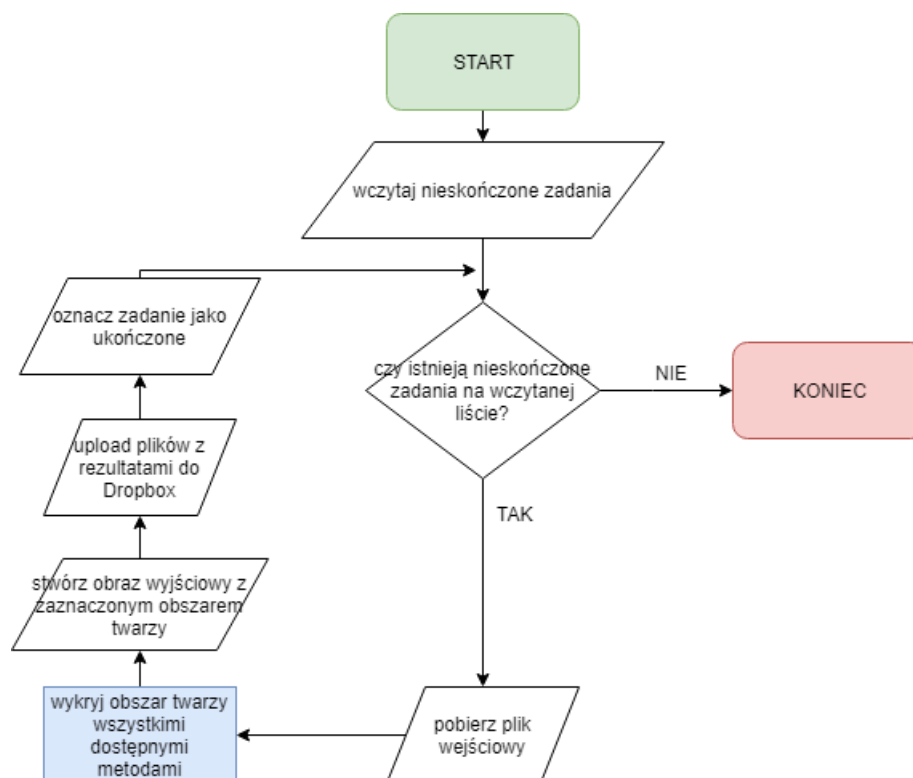 START
wczytaj nieskończone zadania
oznacz zadanie jako
ukończone
czy istnieją nieskończone
zadania na wczytanej
liście?
NIE
KONIEC
upload plików z
rezultatami do
Dropbox
TAK
stwórz obraz wyjściowy z
zaznaczonym obszarem
twarzy
wykryj obszar twarzy
wszystkimi
dostępnymi
metodami
pobierz plik
wejściowy